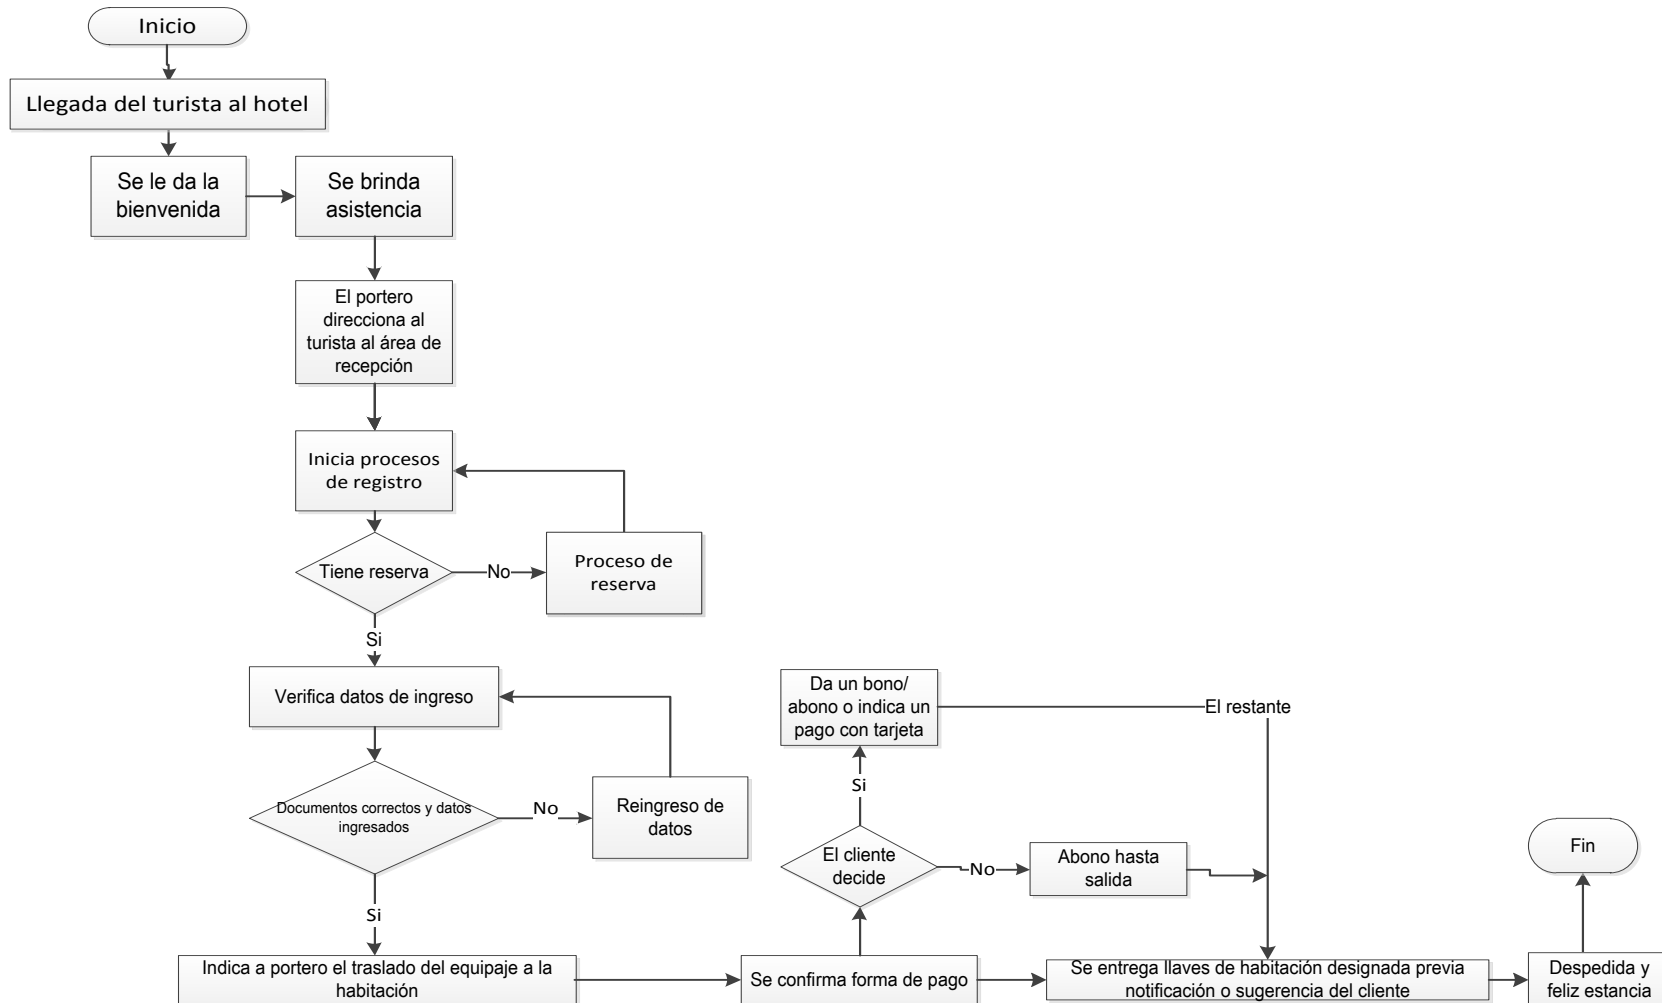 Inicio
Llegada del turista al hotel
Se le da la
bienvenida
Se brinda
asistencia
El portero
direcciona al
turista al área de
recepción
Inicia procesos
de registro
Tiene reserva
No
Proceso de
reserva
Si
Verifica datos de ingreso
Documentos correctos y datos
ingresados
No
Reingreso de
datos
Si
Indica a portero el traslado del equipaje a la
habitación
Se confirma forma de pago
El cliente
decide
Si
Da un bono/
abono o indica un
pago con tarjeta
El restante
No
Abono hasta
salida
Se entrega llaves de habitación designada previa
notificación o sugerencia del cliente
Despedida y
feliz estancia
Fin